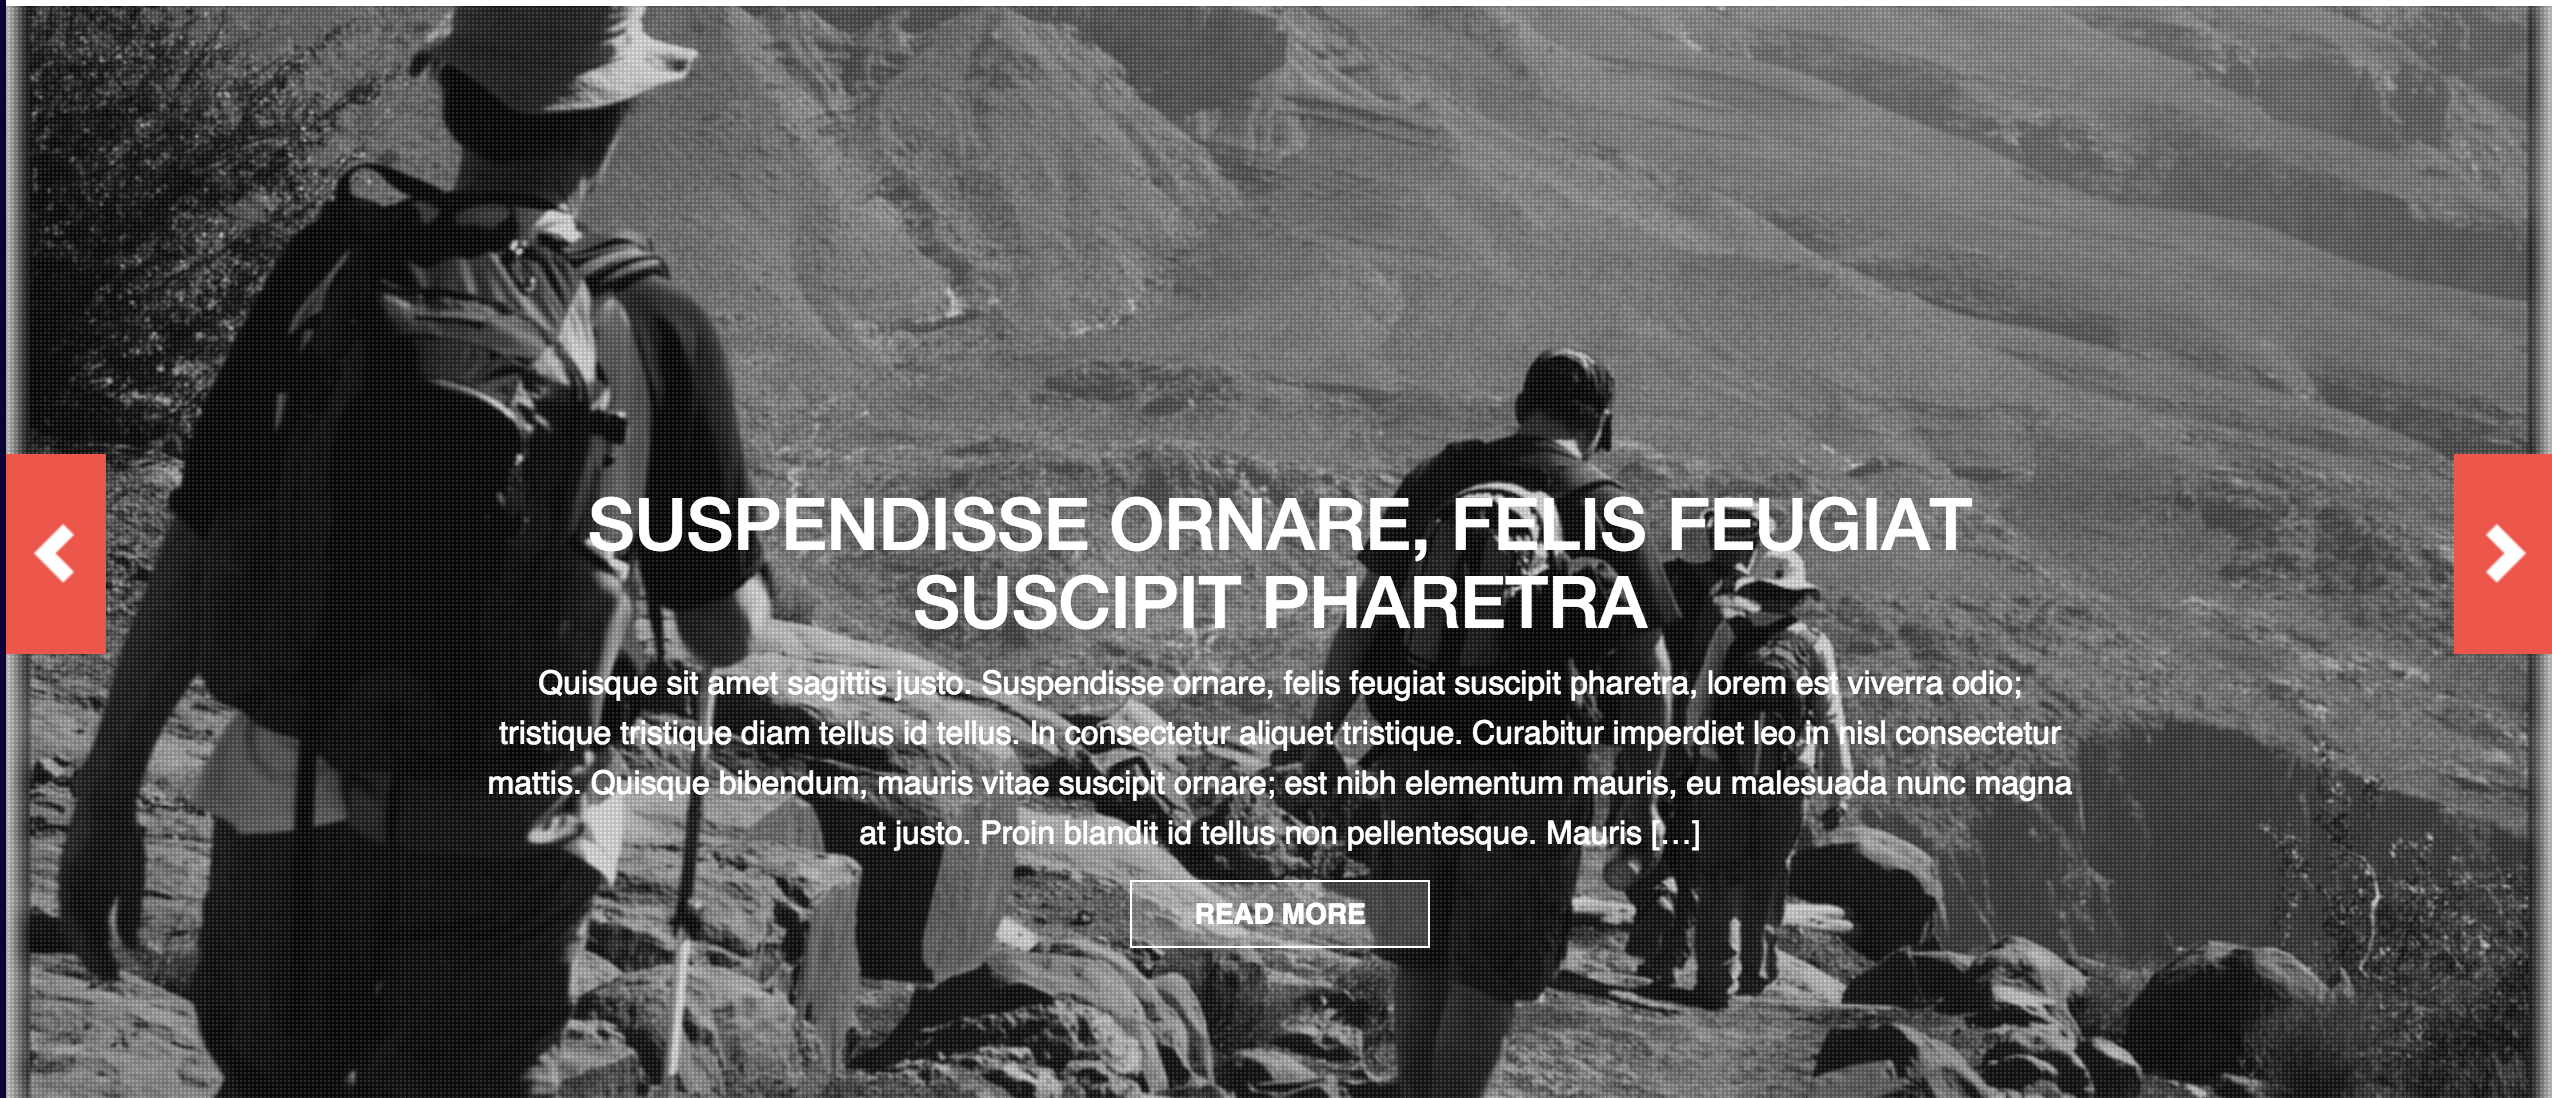 SUSPENDISSE ORNARE, FELIS FEUGIAT
SUSCIPIT PHARETRA
Quisque sit amet sagittis justo. Suspendisse ornare, felis feugiat suscipit pharetra, lorem est viverra odio;
tristique tristique diam tellus id tellus. In consectetur aliquet tristique. Curabitur imperdiet leo in nisl consectetur
mattis. Quisque bibendum, mauris vitae suscipit ornare; est nibh elementum mauris, eu malesuada nunc magna
at justo. Proin blandit id tellus non pellentesque. Mauris […]
READ MORE